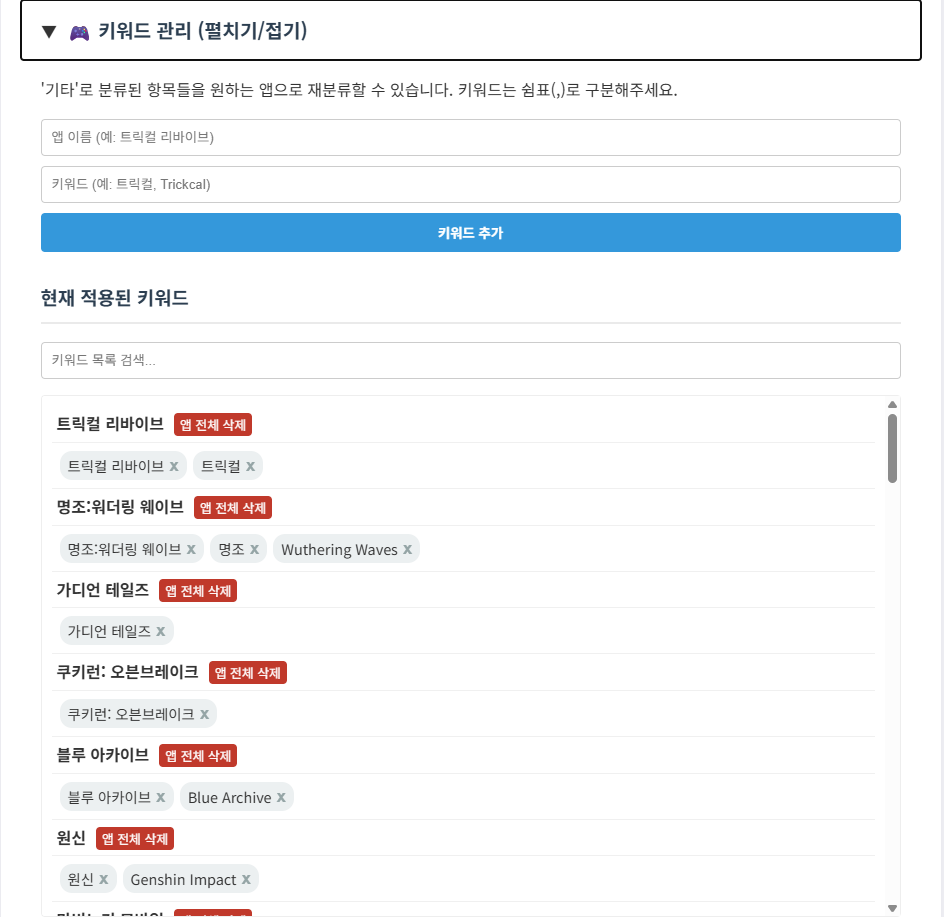 ▼ 🎮 키워드 관리 (펼치기/접기)
'기타'로 분류된 항목들을 원하는 앱으로 재분류할 수 있습니다. 키워드는 쉼표(,)로 구분해주세요.
앱 이름 (예: 트릭컬 리바이브)
키워드 (예: 트릭컬, Trickcal)
키워드 추가
현재 적용된 키워드
키워드 목록 검색...
트릭컬 리바이브 앱 전체 삭제
트릭컬 리바이브 x 트릭컬 x
명조:워더링 웨이브 앱 전체 삭제
명조:워더링 웨이브 x 명조 x Wuthering Waves x
가디언 테일즈 앱 전체 삭제
가디언 테일즈 x
쿠키런: 오븐브레이크 앱 전체 삭제
쿠키런: 오븐브레이크 x
블루 아카이브 앱 전체 삭제
블루 아카이브 x Blue Archive x
원신 앱 전체 삭제
원신 x Genshin Impact x